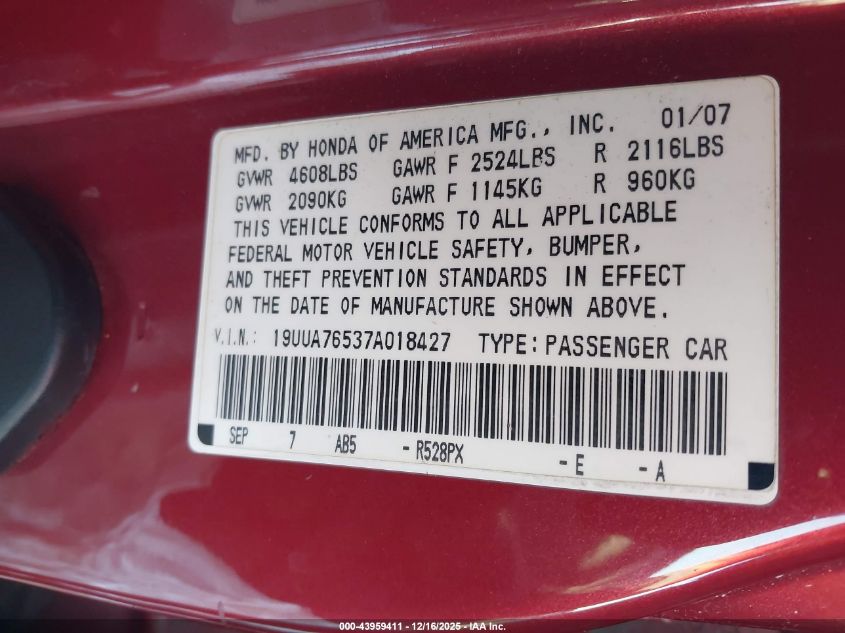 MFD. BY HONDA OF AMERICA MFG., INC. 01/07
GVWR 4608LBS GAWR F 2524LBS R 2116LBS
GVWR 2090KG GAWR F 1145KG R 960KG
THIS VEHICLE CONFORMS TO ALL APPLICABLE
FEDERAL MOTOR VEHICLE SAFETY, BUMPER,
AND THEFT PREVENTION STANDARDS IN EFFECT
ON THE DATE OF MANUFACTURE SHOWN ABOVE.
V.I.N.: 19UUA76537A018427 TYPE: PASSENGER CAR
SEP 7 AB5 - R528PX - E - A
000-43959411 - 12/16/2025 - IAA Inc.